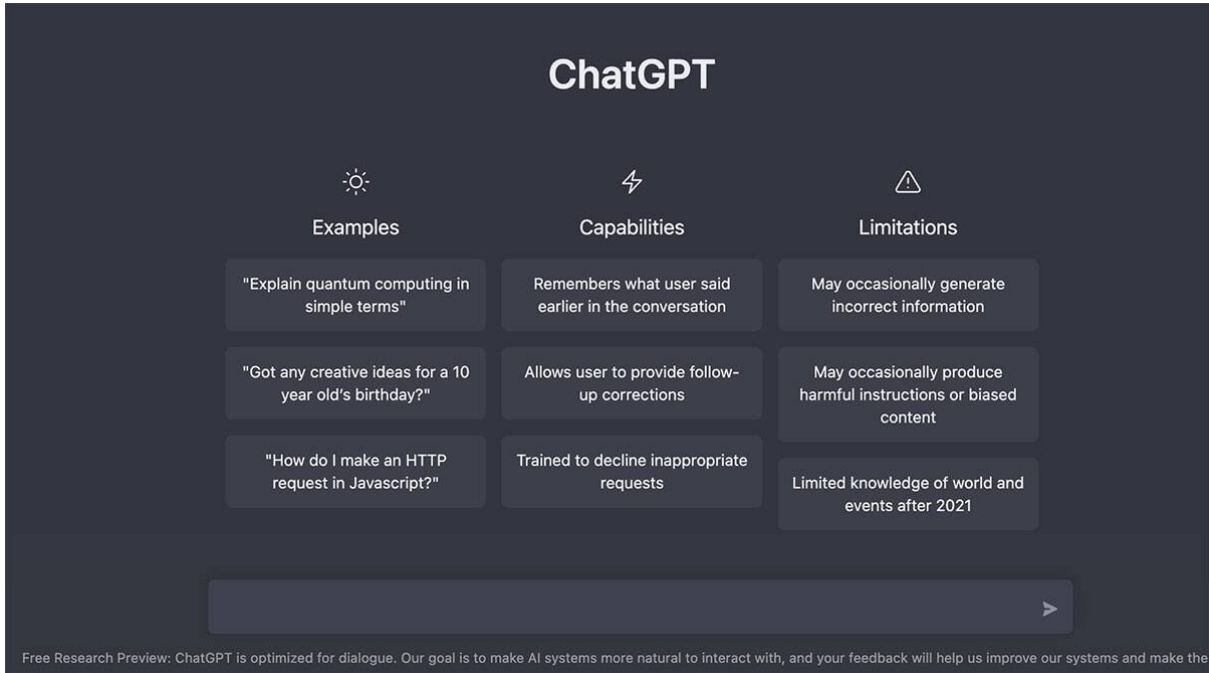 ChatGPT
Examples
"Explain quantum computing in
simple terms"
"Got any creative ideas for a 10
year old's birthday?"
"How do I make an HTTP
request in Javascript?"
Capabilities
Remembers what user said
earlier in the conversation
Allows user to provide follow-
up corrections
Trained to decline inappropriate
requests
Limitations
May occasionally generate
incorrect information
May occasionally produce
harmful instructions or biased
content
Limited knowledge of world and
events after 2021
Free Research Preview: ChatGPT is optimized for dialogue. Our goal is to make AI systems more natural to interact with, and your feedback will help us improve our systems and make the